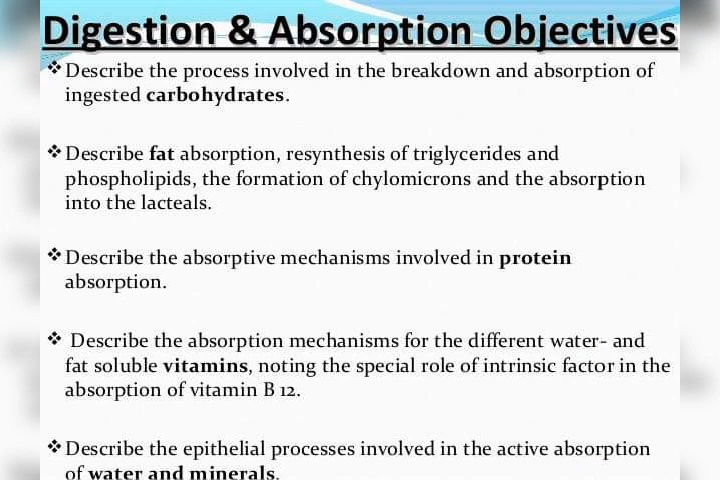 Digestion & Absorption Objectives
❖Describe the process involved in the breakdown and absorption of
ingested carbohydrates.
❖Describe fat absorption, resynthesis of triglycerides and
phospholipids, the formation of chylomicrons and the absorption
into the lacteals.
❖Describe the absorptive mechanisms involved in protein
absorption.
❖ Describe the absorption mechanisms for the different water- and
fat soluble vitamins, noting the special role of intrinsic factor in the
absorption of vitamin B 12.
❖Describe the epithelial processes involved in the active absorption
of water and minerals.